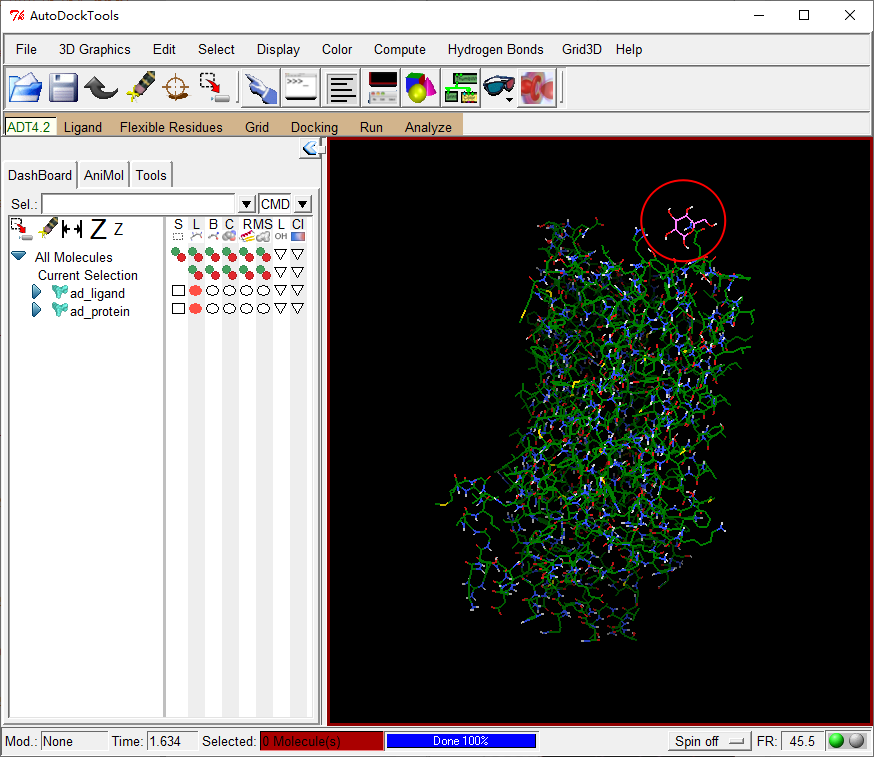 AutoDockTools
File 3D Graphics Edit Select Display Color Compute Hydrogen Bonds Grid3D Help
>>>
ADT4.2 Ligand Flexible Residues Grid Docking Run Analyze
DashBoard AniMol Tools
Sel.: CMD
Z Z S L B C R MS L Cl
OH
All Molecules
Current Selection
ad_ligand
ad_protein
Mod.: None Time: 1.634 Selected: 0 Molecule(s) Done 100% Spin off FR: 45.5